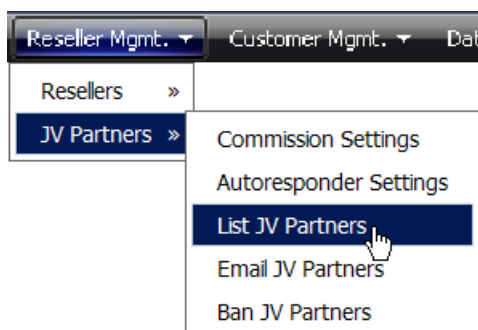 Reseller Mgmt. Customer Mgmt. Dat
Resellers »
JV Partners »
Commission Settings
Autoresponder Settings
List JV Partners
Email JV Partners
Ban JV Partners